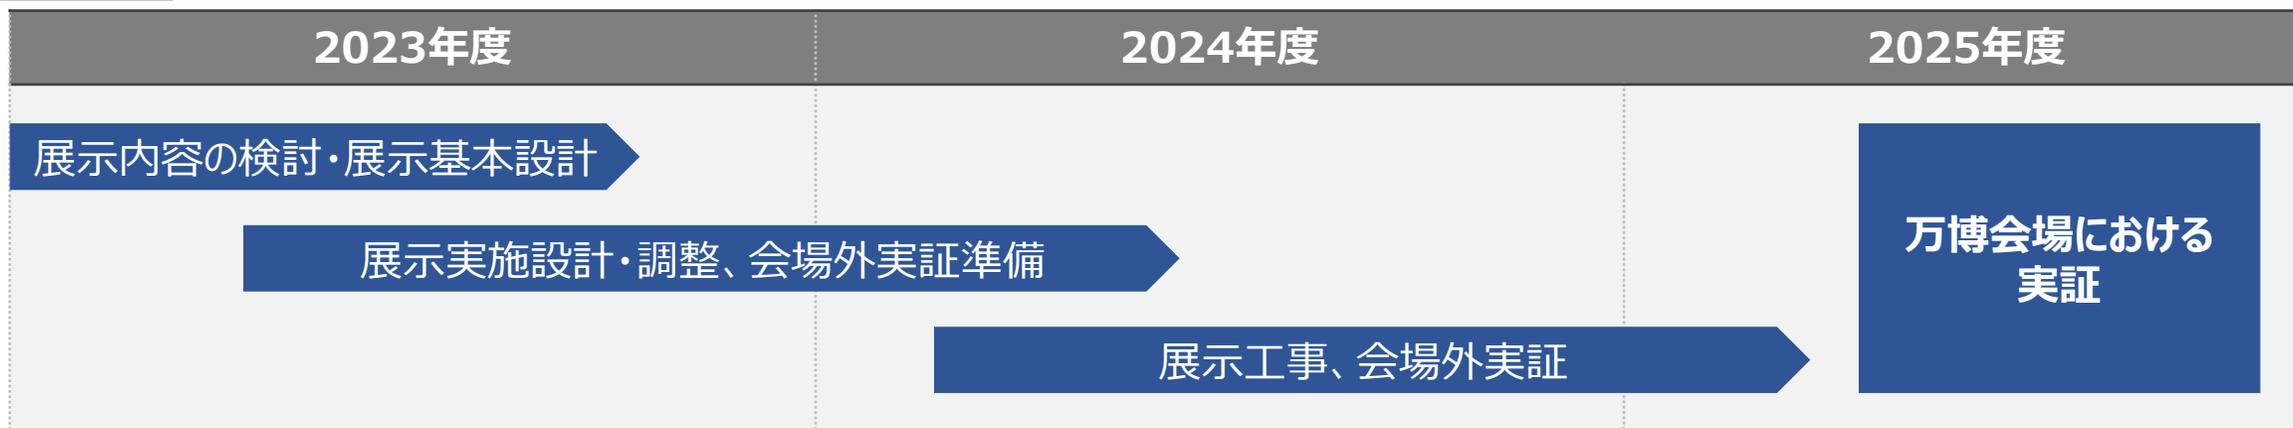 2023年度 2024年度 2025年度
展示内容の検討・展示基本設計
展示実施設計・調整、会場外実証準備
展示工事、会場外実証
万博会場における
実証